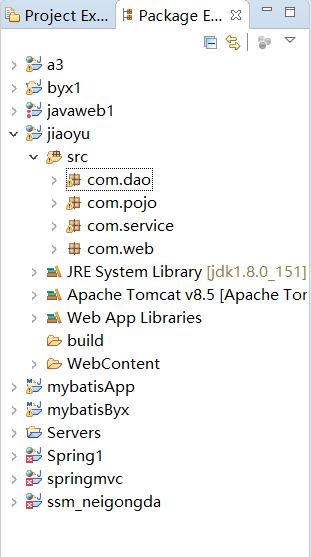 Project Ex... Package E...
a3
byx1
javaweb1
jiaoyu
src
com.dao
com.pojo
com.service
com.web
JRE System Library [jdk1.8.0_151]
Apache Tomcat v8.5 [Apache Tom
Web App Libraries
build
WebContent
mybatisApp
mybatisByx
Servers
Spring1
springmvc
ssm_neigongda